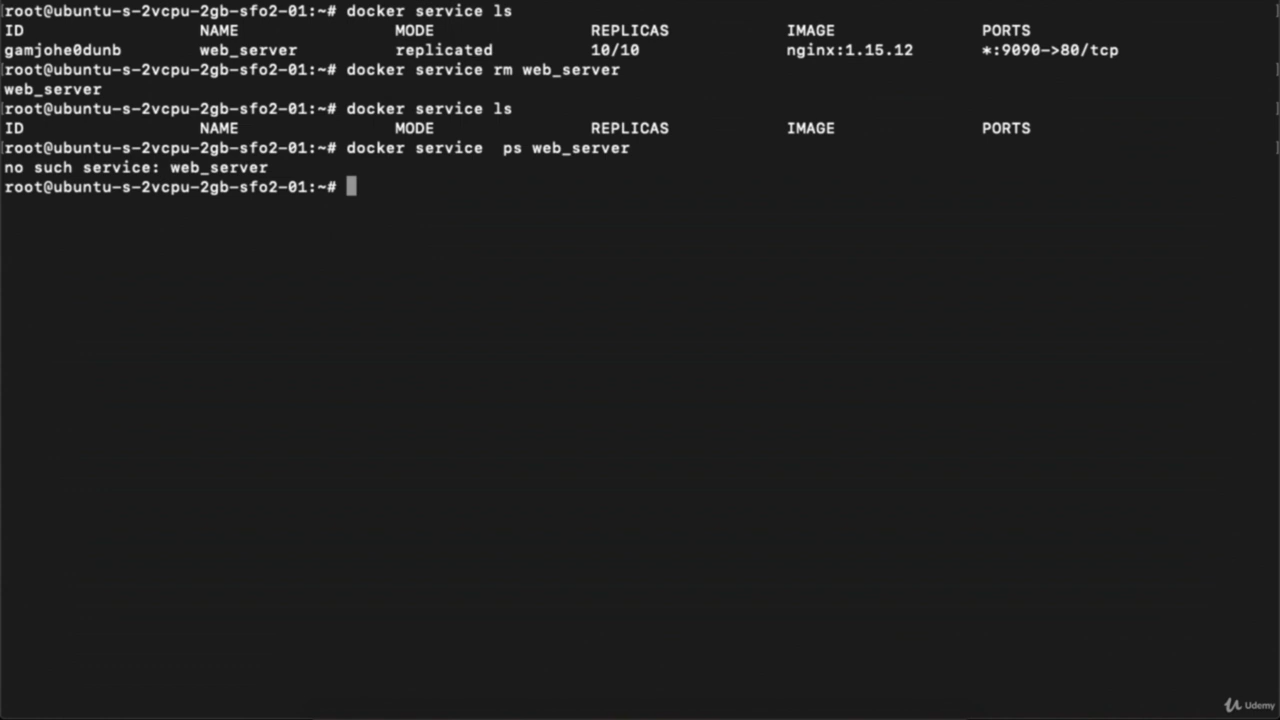 root@ubuntu-s-2vcpu-2gb-sfo2-01:~# docker service ls
ID NAME MODE REPLICAS IMAGE PORTS
gamjohe0dunb web_server replicated 10/10 nginx:1.15.12 *:9090->80/tcp
root@ubuntu-s-2vcpu-2gb-sfo2-01:~# docker service rm web_server
web_server
root@ubuntu-s-2vcpu-2gb-sfo2-01:~# docker service ls
ID NAME MODE REPLICAS IMAGE PORTS
root@ubuntu-s-2vcpu-2gb-sfo2-01:~# docker service  ps web_server
no such service: web_server
root@ubuntu-s-2vcpu-2gb-sfo2-01:~#
Udemy